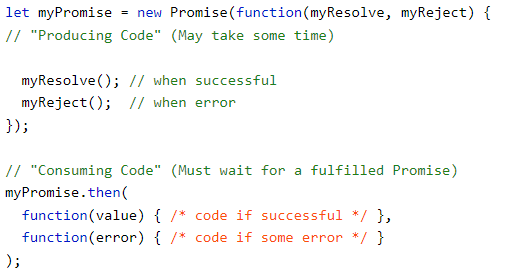 let myPromise = new Promise(function(myResolve, myReject) {
// "Producing Code" (May take some time)
myResolve(); // when successful
myReject();  // when error
});
// "Consuming Code" (Must wait for a fulfilled Promise)
myPromise.then(
function(value) { /* code if successful */ },
function(error) { /* code if some error */ }
);